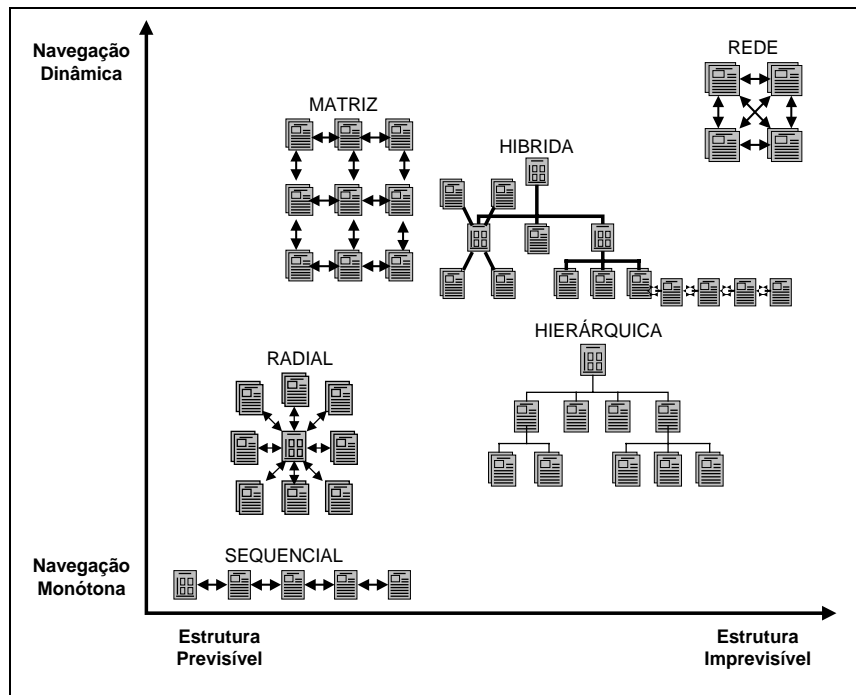 Navegação
Dinâmica
REDE
MATRIZ
HIBRIDA
HIERÁRQUICA
RADIAL
Navegação
Monótona
SEQUENCIAL
Estrutura
Previsível
Estrutura
Imprevisível